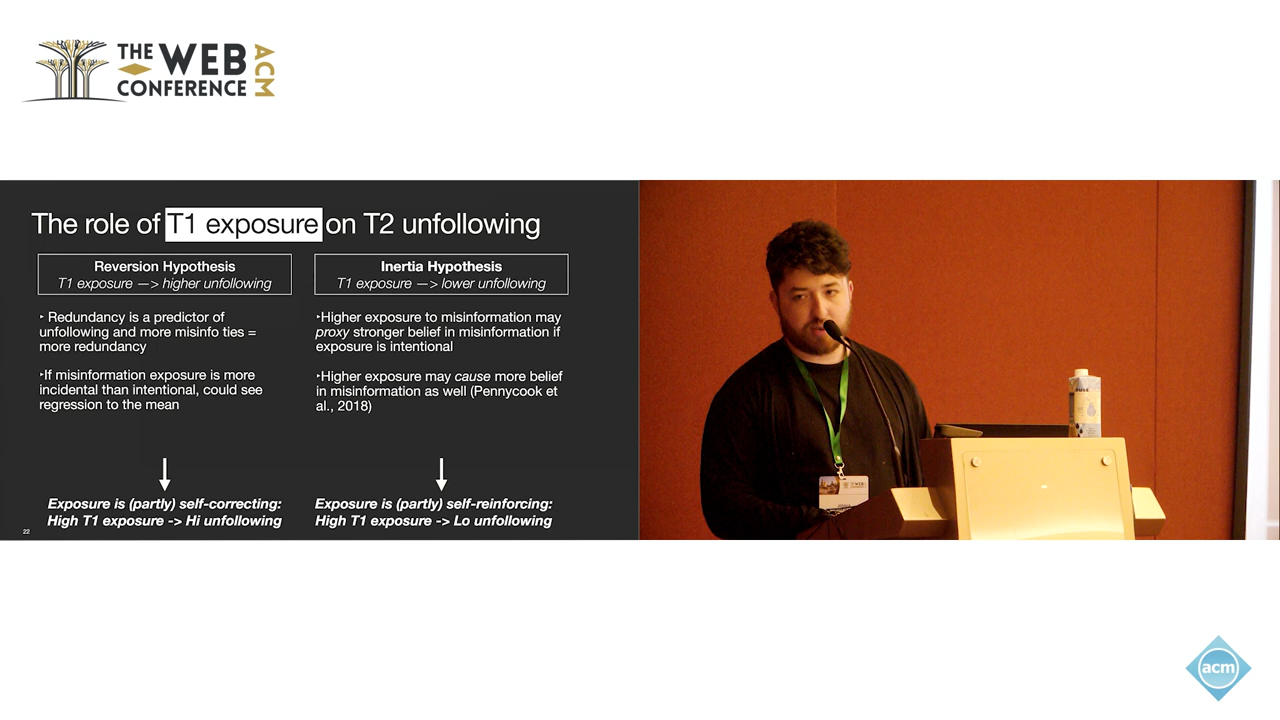 THE WEB
CONFERENCE
ACM
The role of T1 exposure on T2 unfollowing
Reversion Hypothesis
T1 exposure —> higher unfollowing
‣ Redundancy is a predictor of
unfollowing and more misinfo ties =
more redundancy
‣If misinformation exposure is more
incidental than intentional, could see
regression to the mean
Exposure is (partly) self-correcting:
High T1 exposure -> Hi unfollowing
Inertia Hypothesis
T1 exposure —> lower unfollowing
‣Higher exposure to misinformation may
proxy stronger belief in misinformation if
exposure is intentional
‣Higher exposure may cause more belief
in misinformation as well (Pennycook et
al., 2018)
Exposure is (partly) self-reinforcing:
High T1 exposure -> Lo unfollowing
22
THE WEB
acm